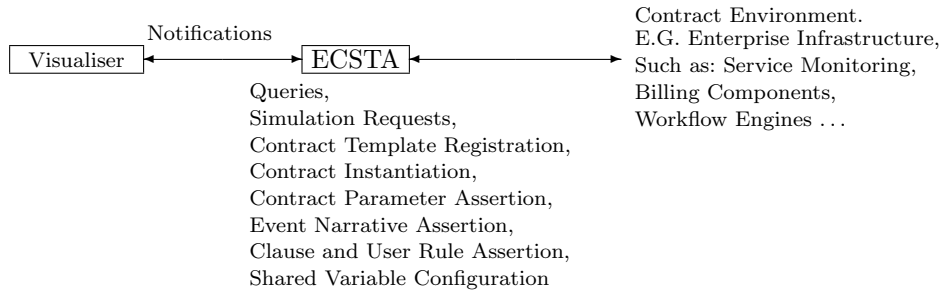 Notifications
Visualiser
ECSTA
Contract Environment.
E.G. Enterprise Infrastructure,
Such as: Service Monitoring,
Billing Components,
Workflow Engines ...
Queries,
Simulation Requests,
Contract Template Registration,
Contract Instantiation,
Contract Parameter Assertion,
Event Narrative Assertion,
Clause and User Rule Assertion,
Shared Variable Configuration